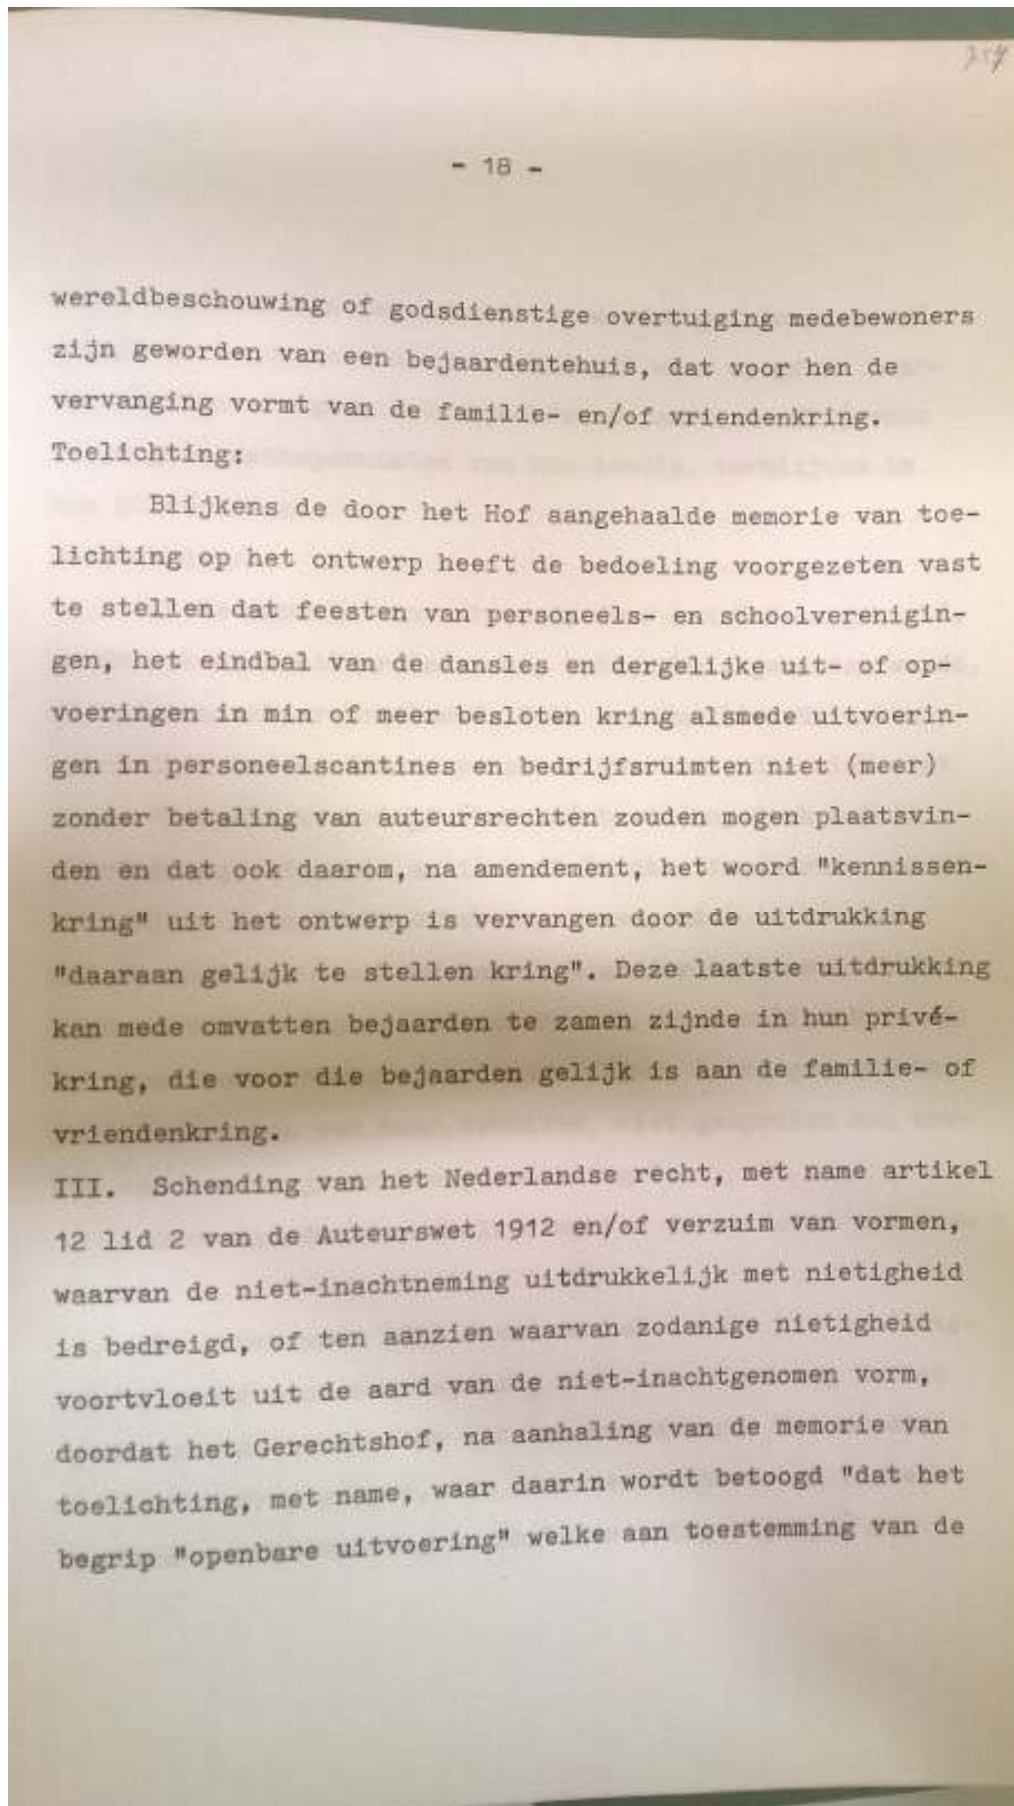 - 18 -
wereldbeschouwing of godsdienstige overtuiging medebewoners
zijn geworden van een bejaardentehuis, dat voor hen de
vervanging vormt van de familie- en/of vriendenkring.
Toelichting:
Blijkens de door het Hof aangehaalde memorie van toe-
lichting op het ontwerp heeft de bedoeling voorgezeten vast
te stellen dat feesten van personeels- en schoolverenigin-
gen, het eindbal van de dansles en dergelijke uit- of op-
voeringen in min of meer besloten kring alsmede uitvoerin-
gen in personeelscantines en bedrijfsruimten niet (meer)
zonder betaling van auteursrechten zouden mogen plaatsvin-
den en dat ook daarom, na amendement, het woord "kennissen-
kring" uit het ontwerp is vervangen door de uitdrukking
"daaraan gelijk te stellen kring". Deze laatste uitdrukking
kan mede omvatten bejaarden te zamen zijnde in hun privé-
kring, die voor die bejaarden gelijk is aan de familie- of
vriendenkring.
III. Schending van het Nederlandse recht, met name artikel
12 lid 2 van de Auteurswet 1912 en/of verzuim van vormen,
waarvan de niet-inachtneming uitdrukkelijk met nietigheid
is bedreigd, of ten aanzien waarvan zodanige nietigheid
voortvloeit uit de aard van de niet-inachtgenomen vorm,
doordat het Gerechtshof, na aanhaling van de memorie van
toelichting, met name, waar daarin wordt betoogd "dat het
begrip "openbare uitvoering" welke aan toestemming van de